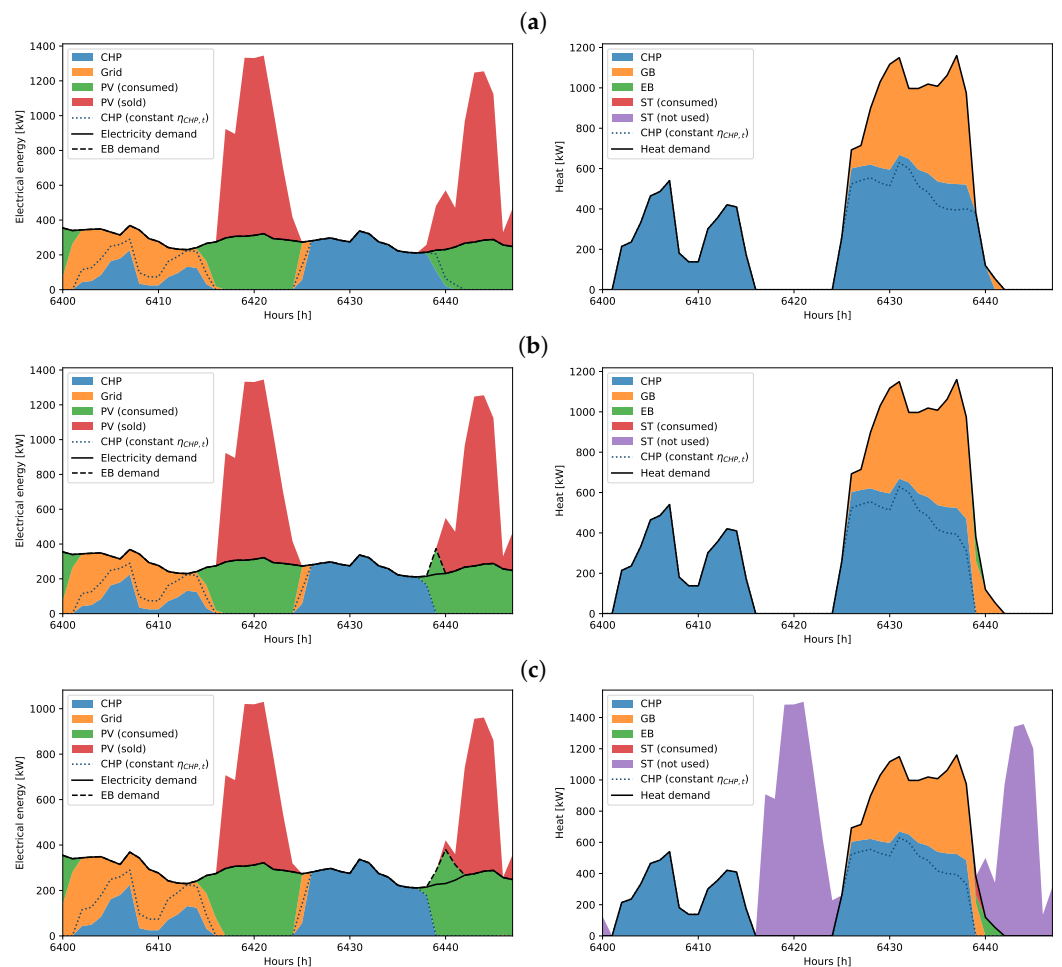 (a)
1400
1200
1000
800
600
400
200
0
Electrical energy [kW]
CHP
Grid
PV (consumed)
PV (sold)
CHP (constant ηCHP,t)
Electricity demand
EB demand
6400 6410 6420 6430 6440
Hours [h]
1200
1000
800
600
400
200
0
Heat [kW]
CHP
GB
EB
ST (consumed)
ST (not used)
CHP (constant ηCHP,t)
Heat demand
6400 6410 6420 6430 6440
Hours [h]
(b)
1400
1200
1000
800
600
400
200
0
Electrical energy [kW]
CHP
Grid
PV (consumed)
PV (sold)
CHP (constant ηCHP,t)
Electricity demand
EB demand
6400 6410 6420 6430 6440
Hours [h]
1200
1000
800
600
400
200
0
Heat [kW]
CHP
GB
EB
ST (consumed)
ST (not used)
CHP (constant ηCHP,t)
Heat demand
6400 6410 6420 6430 6440
Hours [h]
(c)
1000
800
600
400
200
0
Electrical energy [kW]
CHP
Grid
PV (consumed)
PV (sold)
CHP (constant ηCHP,t)
Electricity demand
EB demand
6400 6410 6420 6430 6440
Hours [h]
1400
1200
1000
800
600
400
200
0
Heat [kW]
CHP
GB
EB
ST (consumed)
ST (not used)
CHP (constant ηCHP,t)
Heat demand
6400 6410 6420 6430 6440
Hours [h]